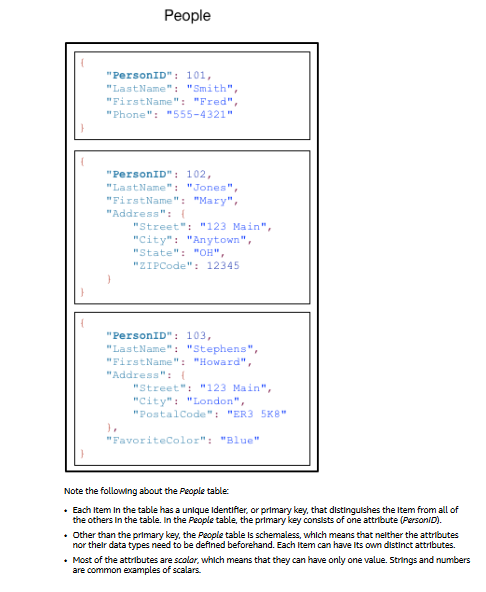 People
{
"PersonID": 101,
"LastName": "Smith",
"FirstName": "Fred",
"Phone": "555-4321"
}
{
"PersonID": 102,
"LastName": "Jones",
"FirstName": "Mary",
"Address": {
"Street": "123 Main",
"City": "Anytown",
"State": "OH",
"ZIPCode": 12345
}
}
{
"PersonID": 103,
"LastName": "Stephens",
"FirstName": "Howard",
"Address": {
"Street": "123 Main",
"City": "London",
"PostalCode": "ER3 5K8"
},
"FavoriteColor": "Blue"
}
Note the following about the People table:
• Each item in the table has a unique identifier, or primary key, that distinguishes the item from all of
the others in the table. In the People table, the primary key consists of one attribute (PersonID).
• Other than the primary key, the People table is schemaless, which means that neither the attributes
nor their data types need to be defined beforehand. Each item can have its own distinct attributes.
• Most of the attributes are scalar, which means that they can have only one value. Strings and numbers
are common examples of scalars.